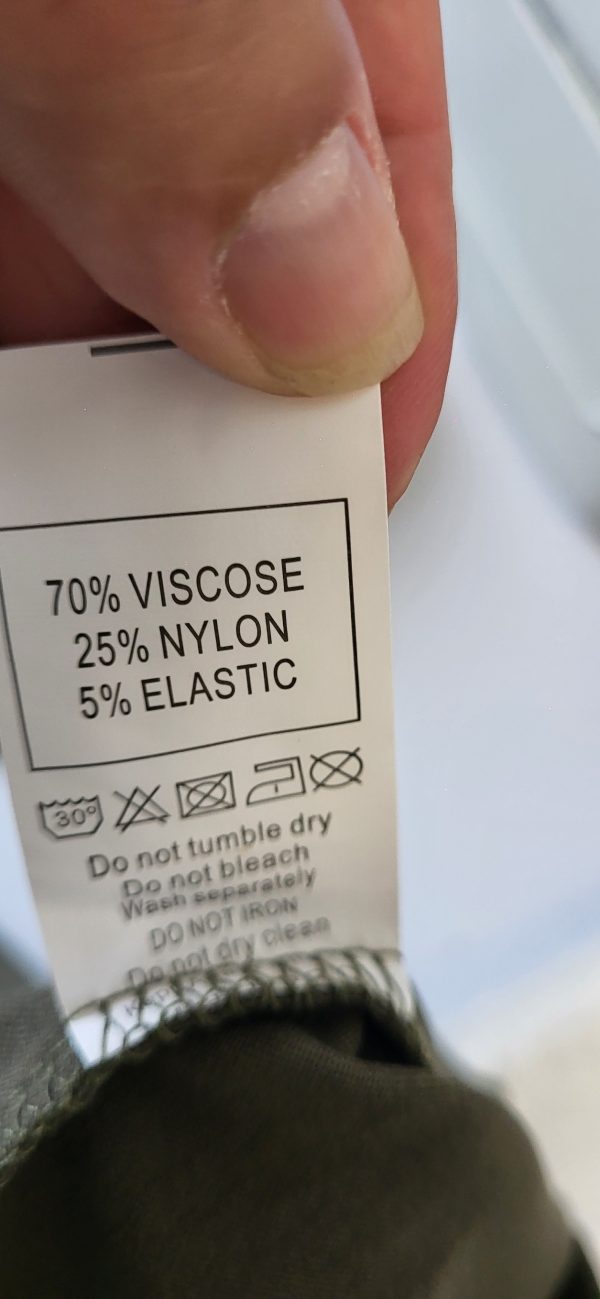 70% VISCOSE
25% NYLON
5% ELASTIC
30°
Do not tumble dry
Do not bleach
Wash separately
DO NOT IRON
Do not dry clean